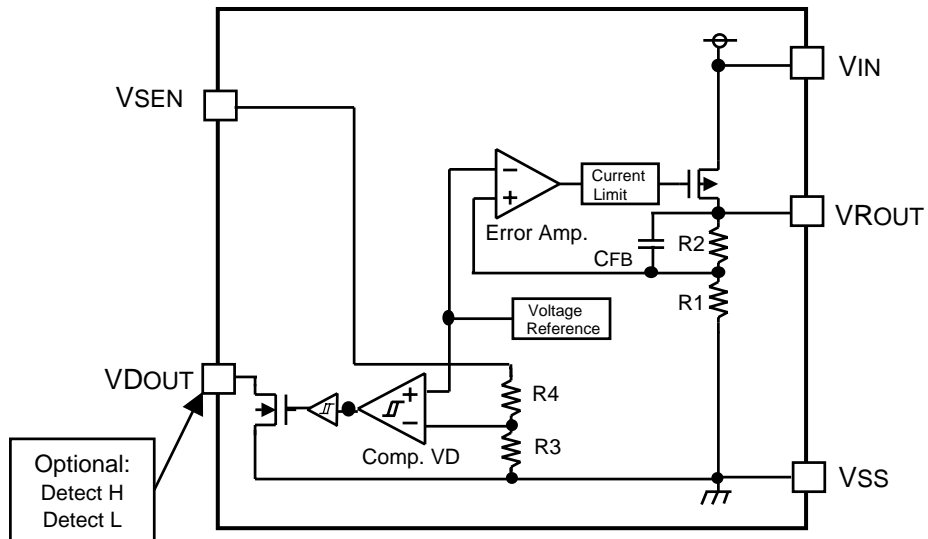 VIN
VSEN
−
+
Current
Limit
Error Amp.
VROUT
CFB
R2
R1
Voltage
Reference
VDOUT
R4
+
−
R3
Comp. VD
Optional:
Detect H
Detect L
VSS